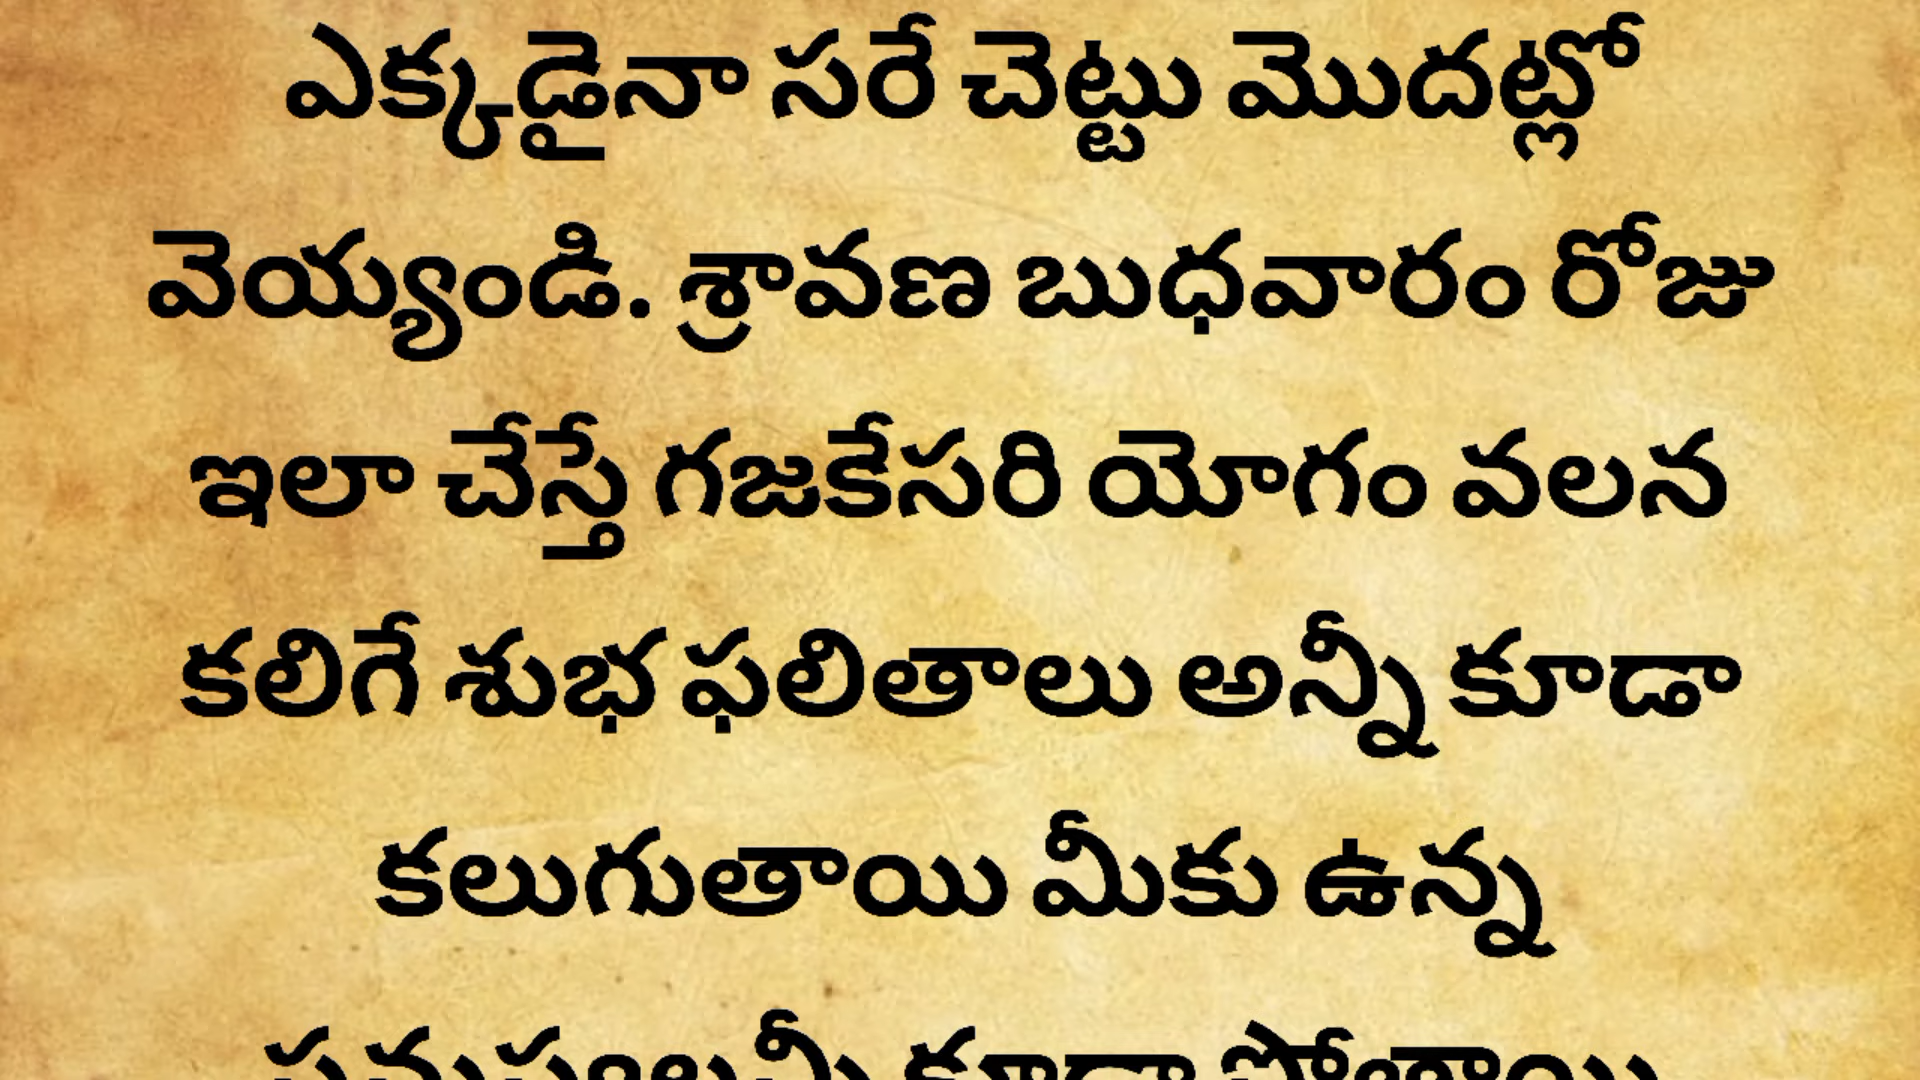 ఎక్కడైనా సరే చెట్టు మొదట్లో
వెయ్యండి. శ్రావణ బుధవారం రోజు
ఇలా చేస్తే గజకేసరి యోగం వలన
కలిగే శుభ ఫలితాలు అన్నీ కూడా
కలుగుతాయి మీకు ఉన్న
కూడా పోతాయి